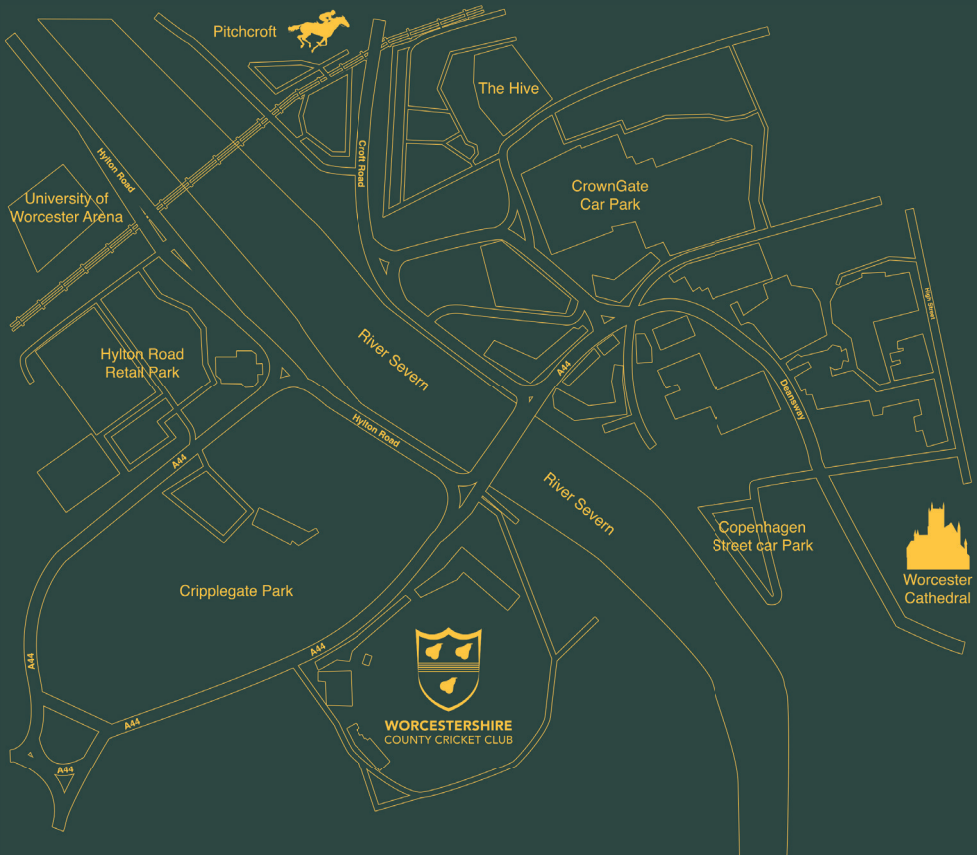 Pitchcroft
The Hive
Croft Road
Hylton Road
CrownGate
Car Park
University of
Worcester Arena
High Street
River Severn
Hylton Road
Retail Park
A44
Deansway
Hylton Road
A44
River Severn
Copenhagen
Street car Park
Worcester
Cathedral
Cripplegate Park
A44
A44
WORCESTERSHIRE
COUNTY CRICKET CLUB
A44
A44